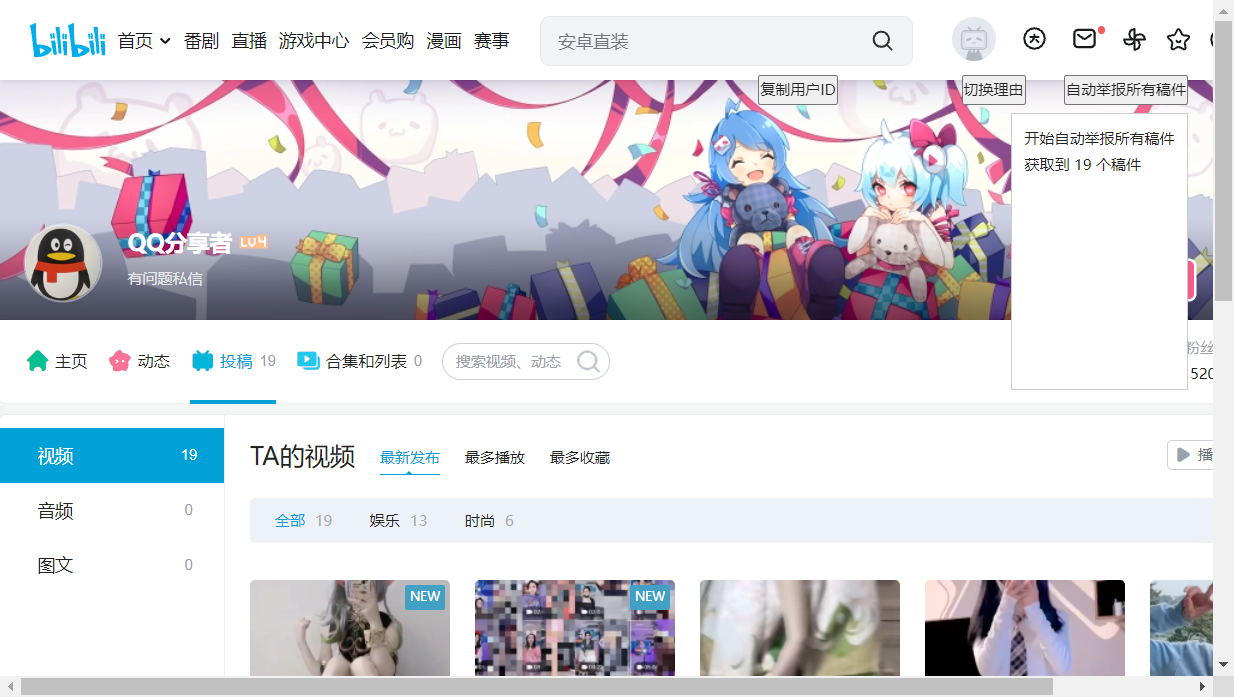 bilibili 首页 番剧 直播 游戏中心 会员购 漫画 赛事 安卓直装
复制用户ID 切换理由 自动举报所有稿件
开始自动举报所有稿件
获取到 19 个稿件
QQ分享者 LV4
有问题私信
主页 动态 投稿 19 合集和列表 0 搜索视频、动态
粉丝
520
视频 19
音频 0
图文 0
TA的视频 最新发布 最多播放 最多收藏 播
全部 19 娱乐 13 时尚 6
NEW NEW